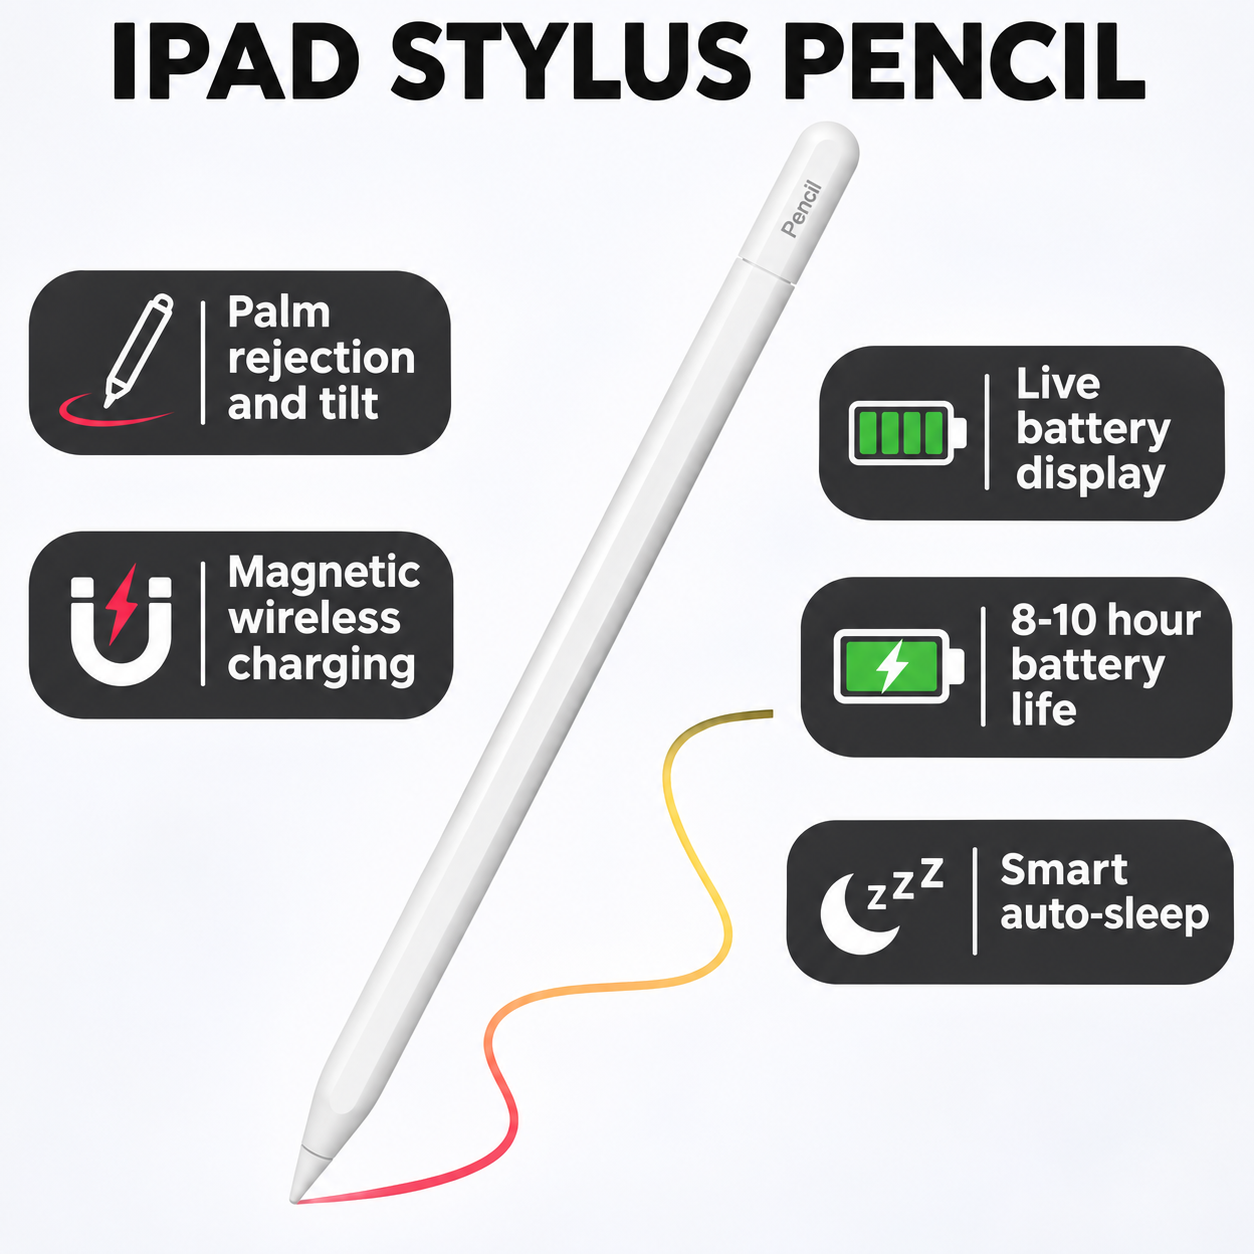 IPAD STYLUS PENCIL
Pencil
Palm
rejection
and tilt
Magnetic
wireless
charging
Live
battery
display
8-10 hour
battery
life
zzz
Smart
auto-sleep